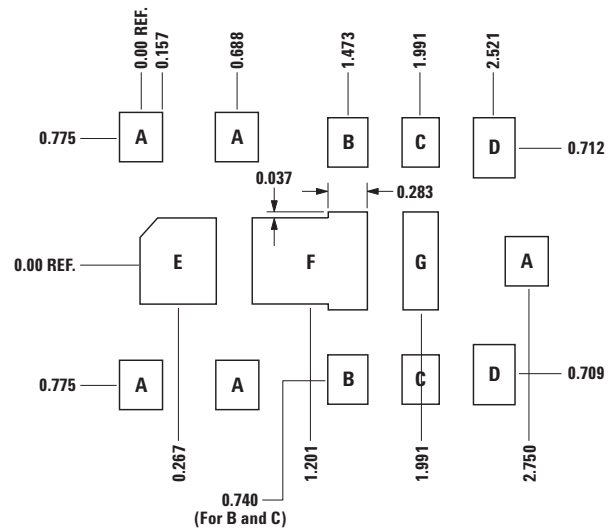 0.00 REF.
0.157
0.688
1.473
1.991
2.521
0.775
A
A
B
C
D
0.712
0.037
0.283
0.00 REF.
E
F
G
A
0.775
A
A
B
C
D
0.709
0.267
1.201
1.991
2.750
0.740
(For B and C)